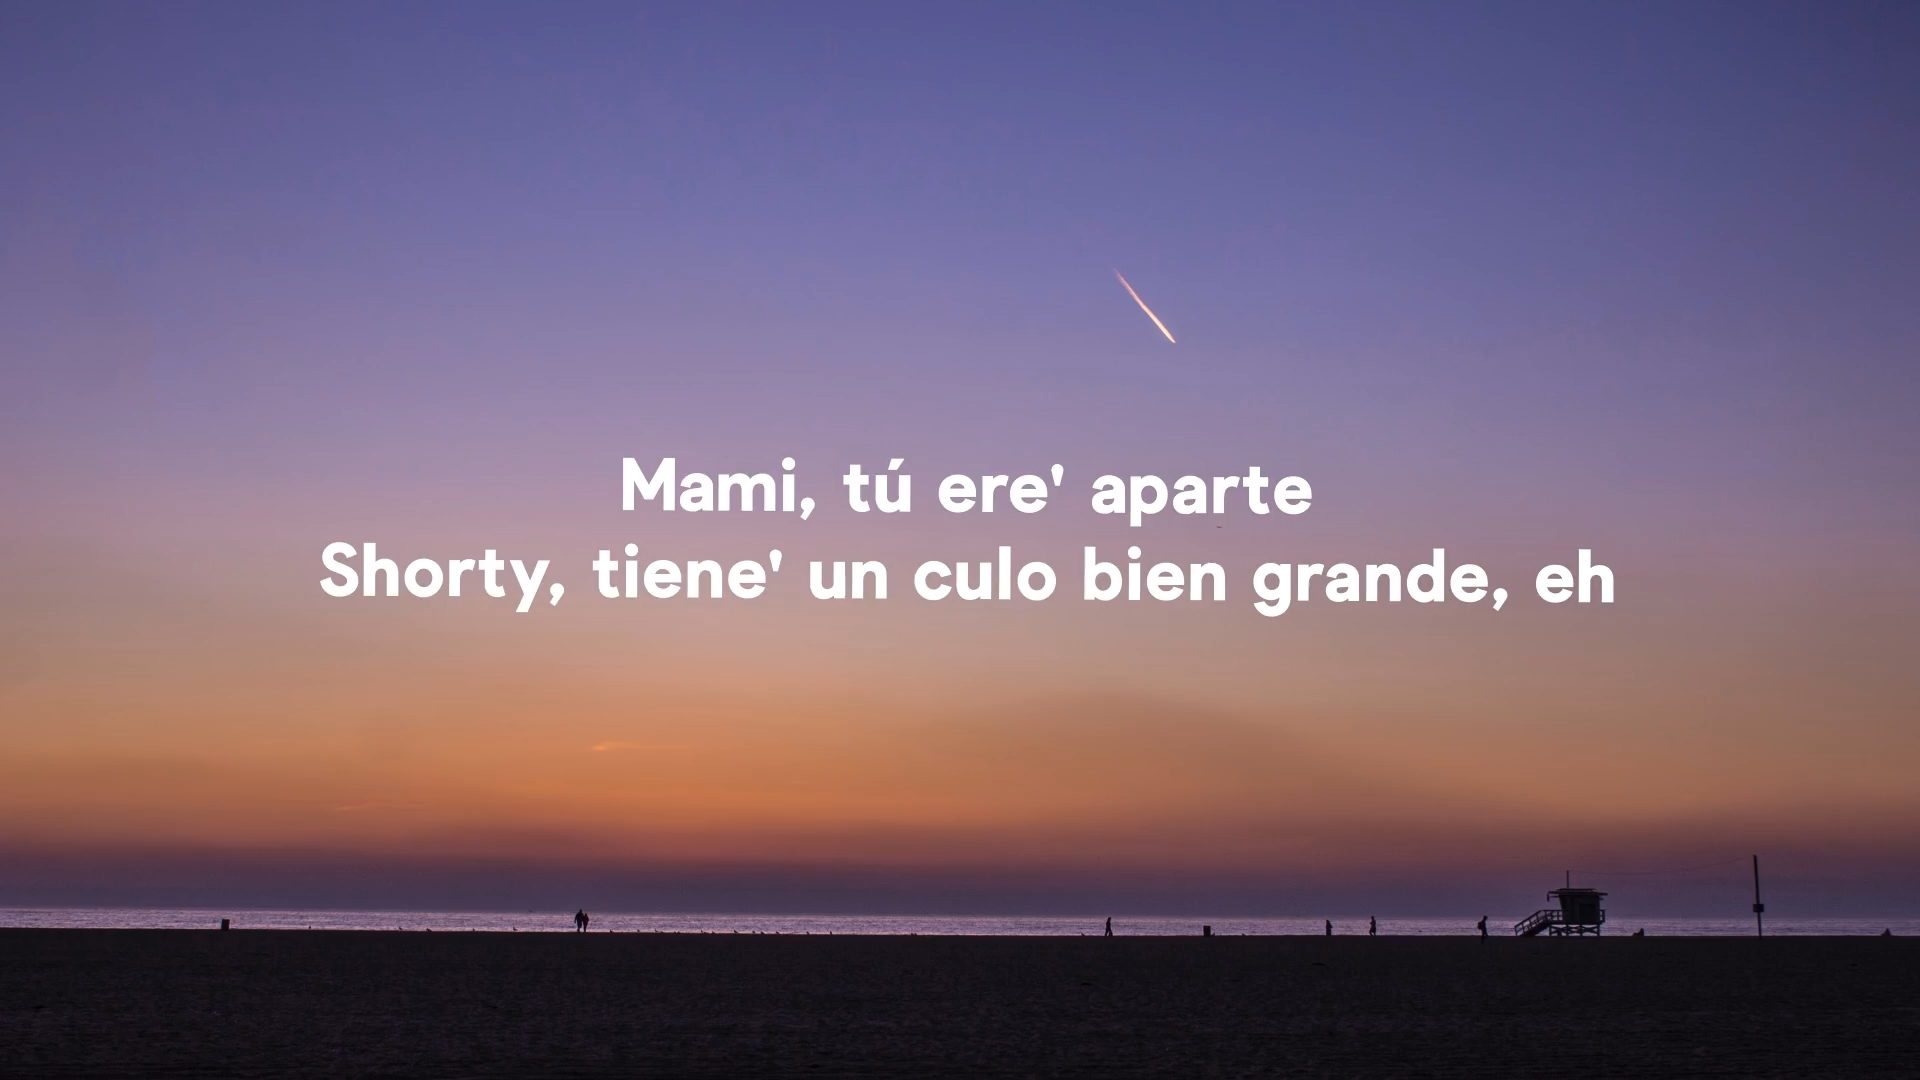 Mami, tú ere' aparte
Shorty, tiene' un culo bien grande, eh